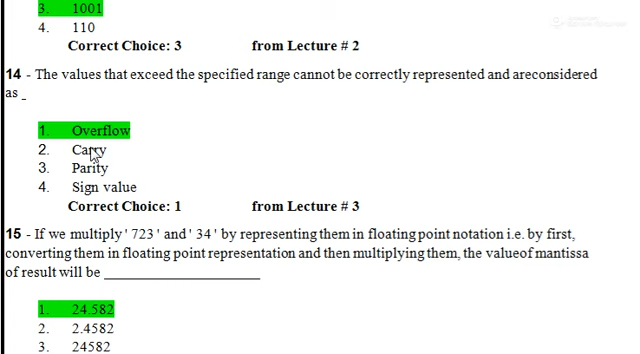 3. 1001
4. 110
Correct Choice: 3 from Lecture # 2
14 - The values that exceed the specified range cannot be correctly represented and areconsidered
as _
1. Overflow
2. Carry
3. Parity
4. Sign value
Correct Choice: 1 from Lecture # 3
15 - If we multiply ' 723 ' and ' 34 ' by representing them in floating point notation i.e. by first,
converting them in floating point representation and then multiplying them, the valueof mantissa
of result will be ____________________
1. 24.582
2. 2.4582
3. 24582